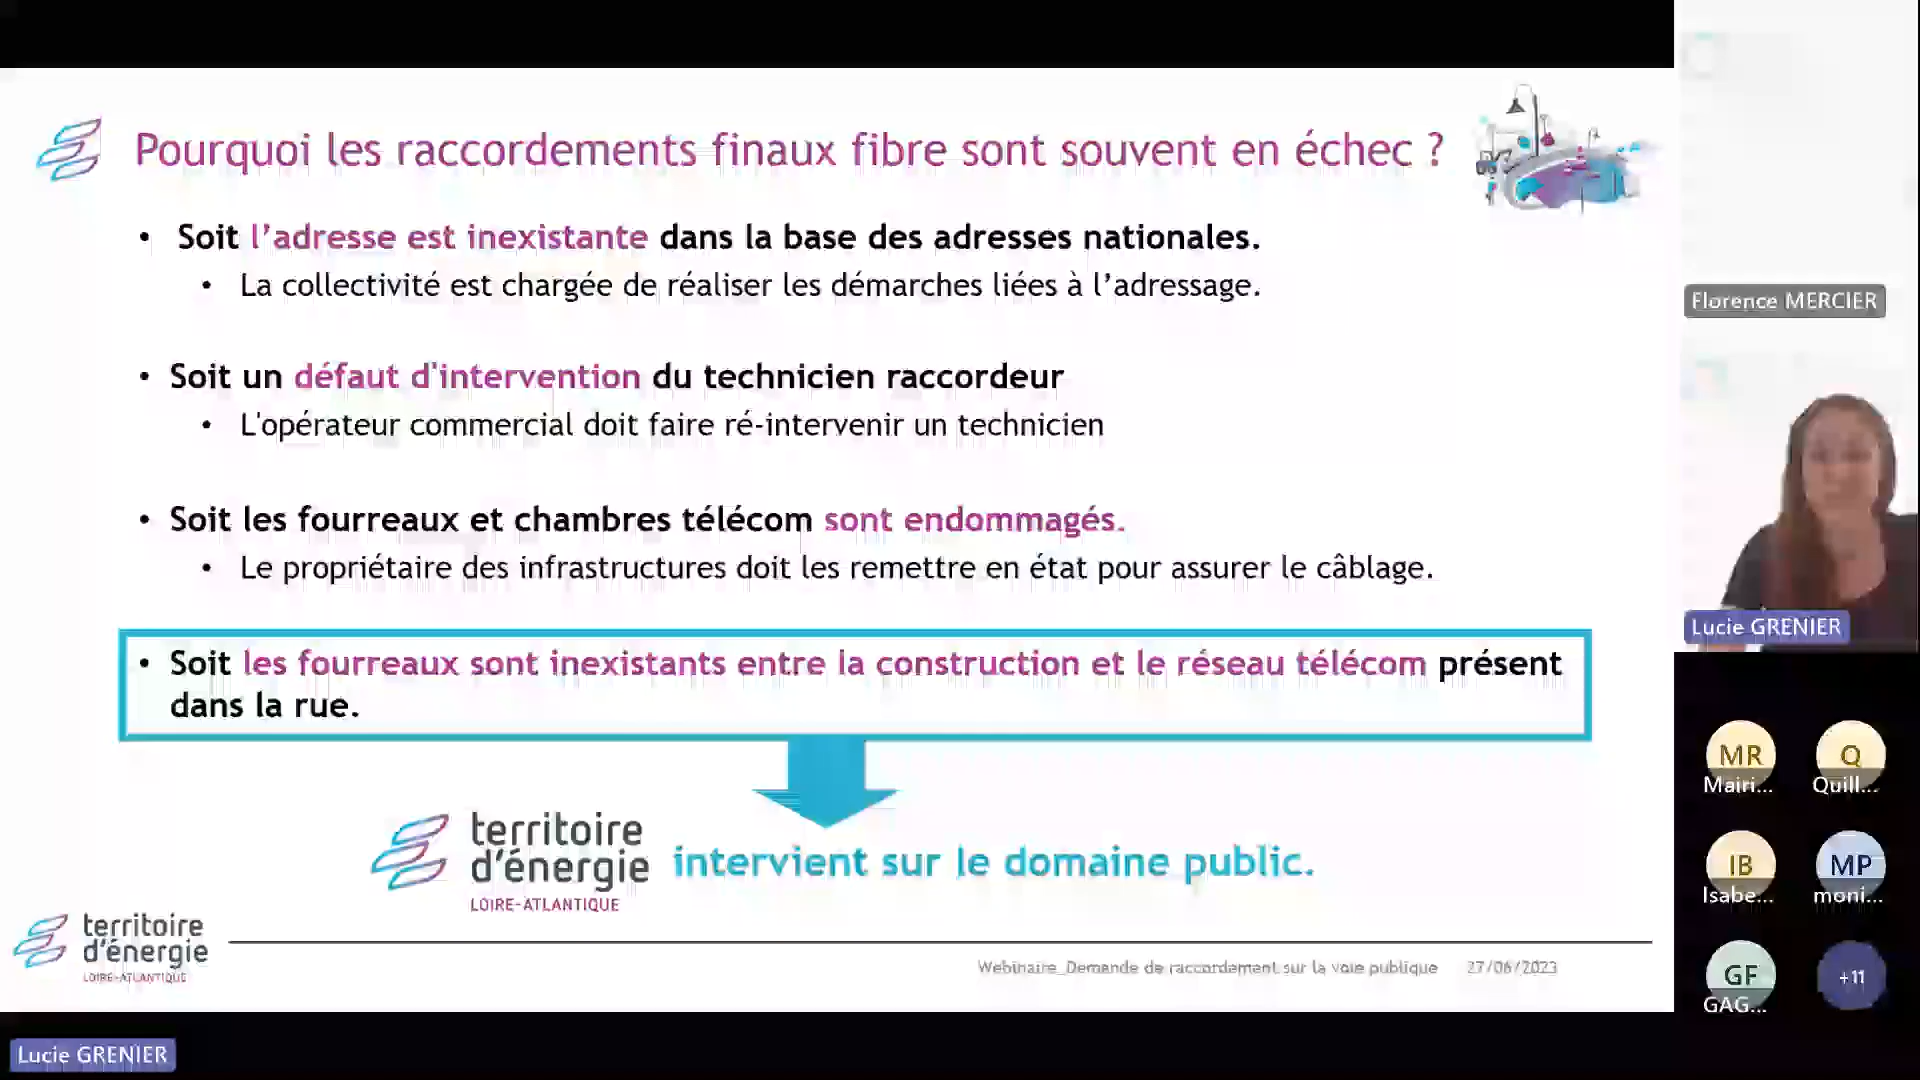 Pourquoi les raccordements finaux fibre sont souvent en échec ?
• Soit l’adresse est inexistante dans la base des adresses nationales.
• La collectivité est chargée de réaliser les démarches liées à l’adressage.
• Soit un défaut d'intervention du technicien raccordeur
• L'opérateur commercial doit faire ré-intervenir un technicien
• Soit les fourreaux et chambres télécom sont endommagés.
• Le propriétaire des infrastructures doit les remettre en état pour assurer le câblage.
• Soit les fourreaux sont inexistants entre la construction et le réseau télécom présent
dans la rue.
territoire
d’énergie
LOIRE-ATLANTIQUE
intervient sur le domaine public.
territoire
d’énergie
LOIRE-ATLANTIQUE
Webinaire_Demande de raccordement sur la voie publique 27/06/2023
Lucie GRENIER
Florence MERCIER
Lucie GRENIER
MR Q
Mairi... Quill...
IB MP
Isabe... moni...
GF +11
GAG...